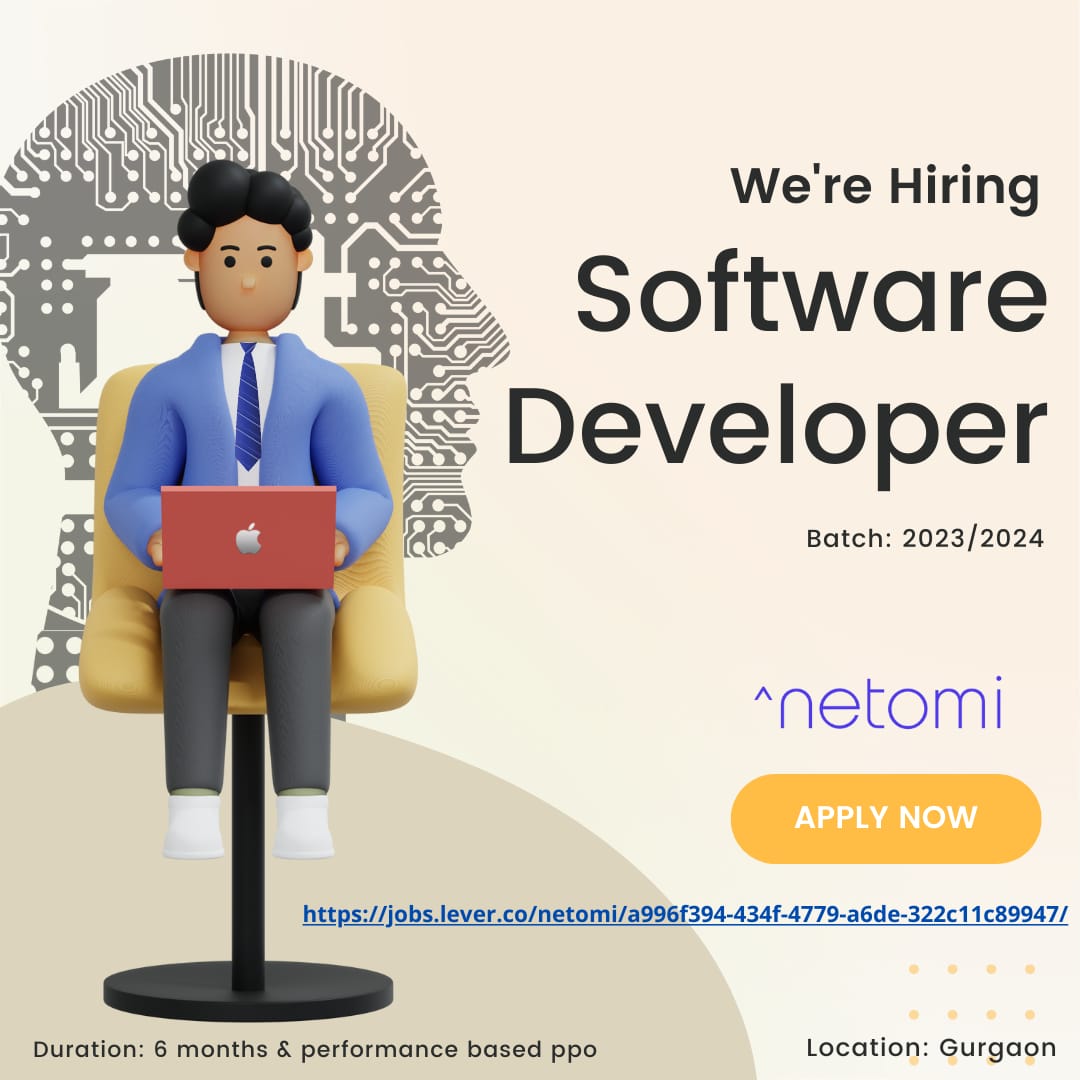 We're Hiring
Software
Developer
Batch: 2023/2024
^netomi
APPLY NOW
https://jobs.lever.co/netomi/a996f394-434f-4779-a6de-322c11c89947/
Duration: 6 months & performance based ppo
Location: Gurgaon